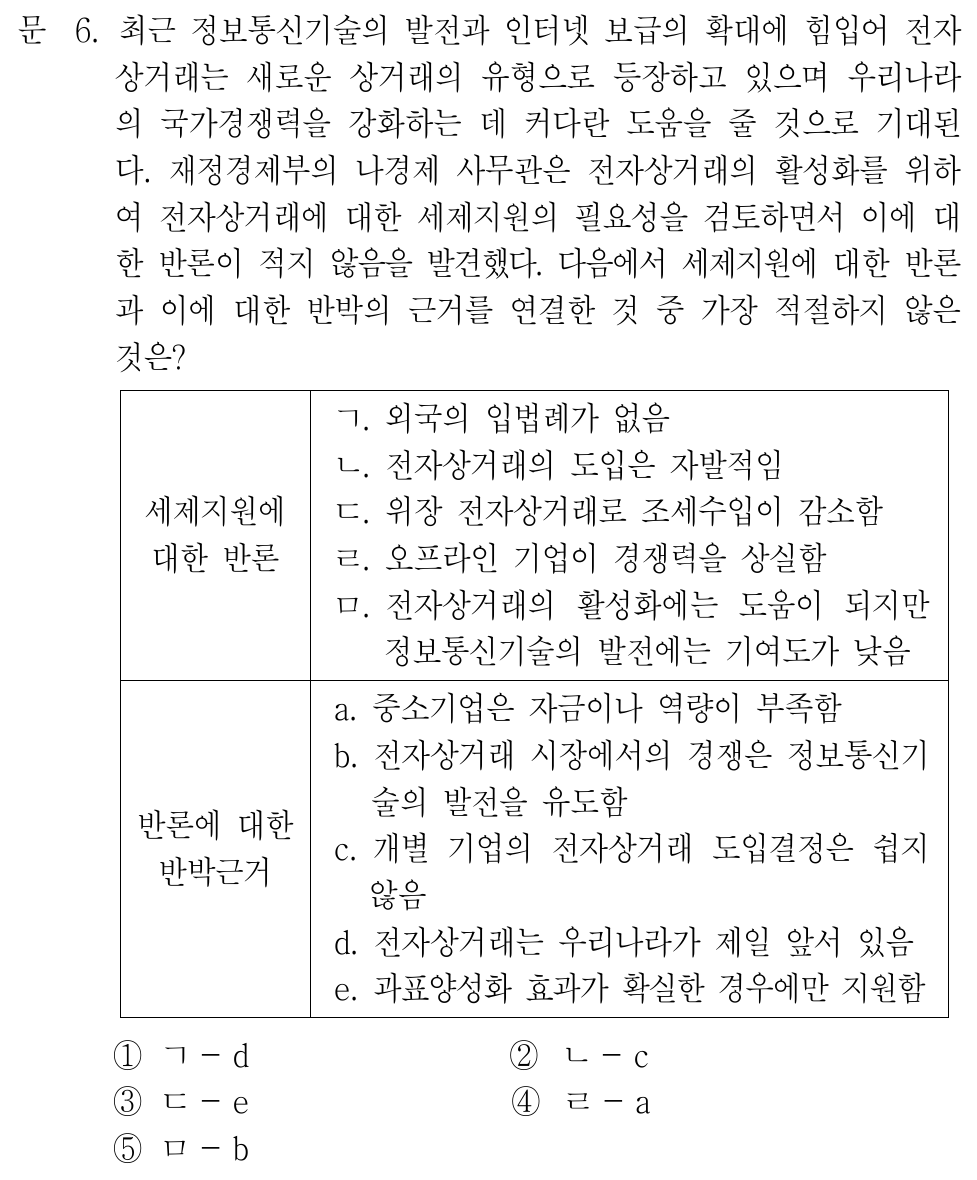 문 6. 최근 정보통신기술의 발전과 인터넷 보급의 확대에 힘입어 전자
상거래는 새로운 상거래의 유형으로 등장하고 있으며 우리나라
의 국가경쟁력을 강화하는 데 커다란 도움을 줄 것으로 기대된
다. 재정경제부의 나경제 사무관은 전자상거래의 활성화를 위하
여 전자상거래에 대한 세제지원의 필요성을 검토하면서 이에 대
한 반론이 적지 않음을 발견했다. 다음에서 세제지원에 대한 반론
과 이에 대한 반박의 근거를 연결한 것 중 가장 적절하지 않은
것은?
세제지원에
대한 반론
ㄱ. 외국의 입법례가 없음
ㄴ. 전자상거래의 도입은 자발적임
ㄷ. 위장 전자상거래로 조세수입이 감소함
ㄹ. 오프라인 기업이 경쟁력을 상실함
ㅁ. 전자상거래의 활성화에는 도움이 되지만
정보통신기술의 발전에는 기여도가 낮음
반론에 대한
반박근거
a. 중소기업은 자금이나 역량이 부족함
b. 전자상거래 시장에서의 경쟁은 정보통신기
술의 발전을 유도함
c. 개별 기업의 전자상거래 도입결정은 쉽지
않음
d. 전자상거래는 우리나라가 제일 앞서 있음
e. 과표양성화 효과가 확실한 경우에만 지원함
① ㄱ - d ② ㄴ - c
③ ㄷ - e ④ ㄹ - a
⑤ ㅁ - b